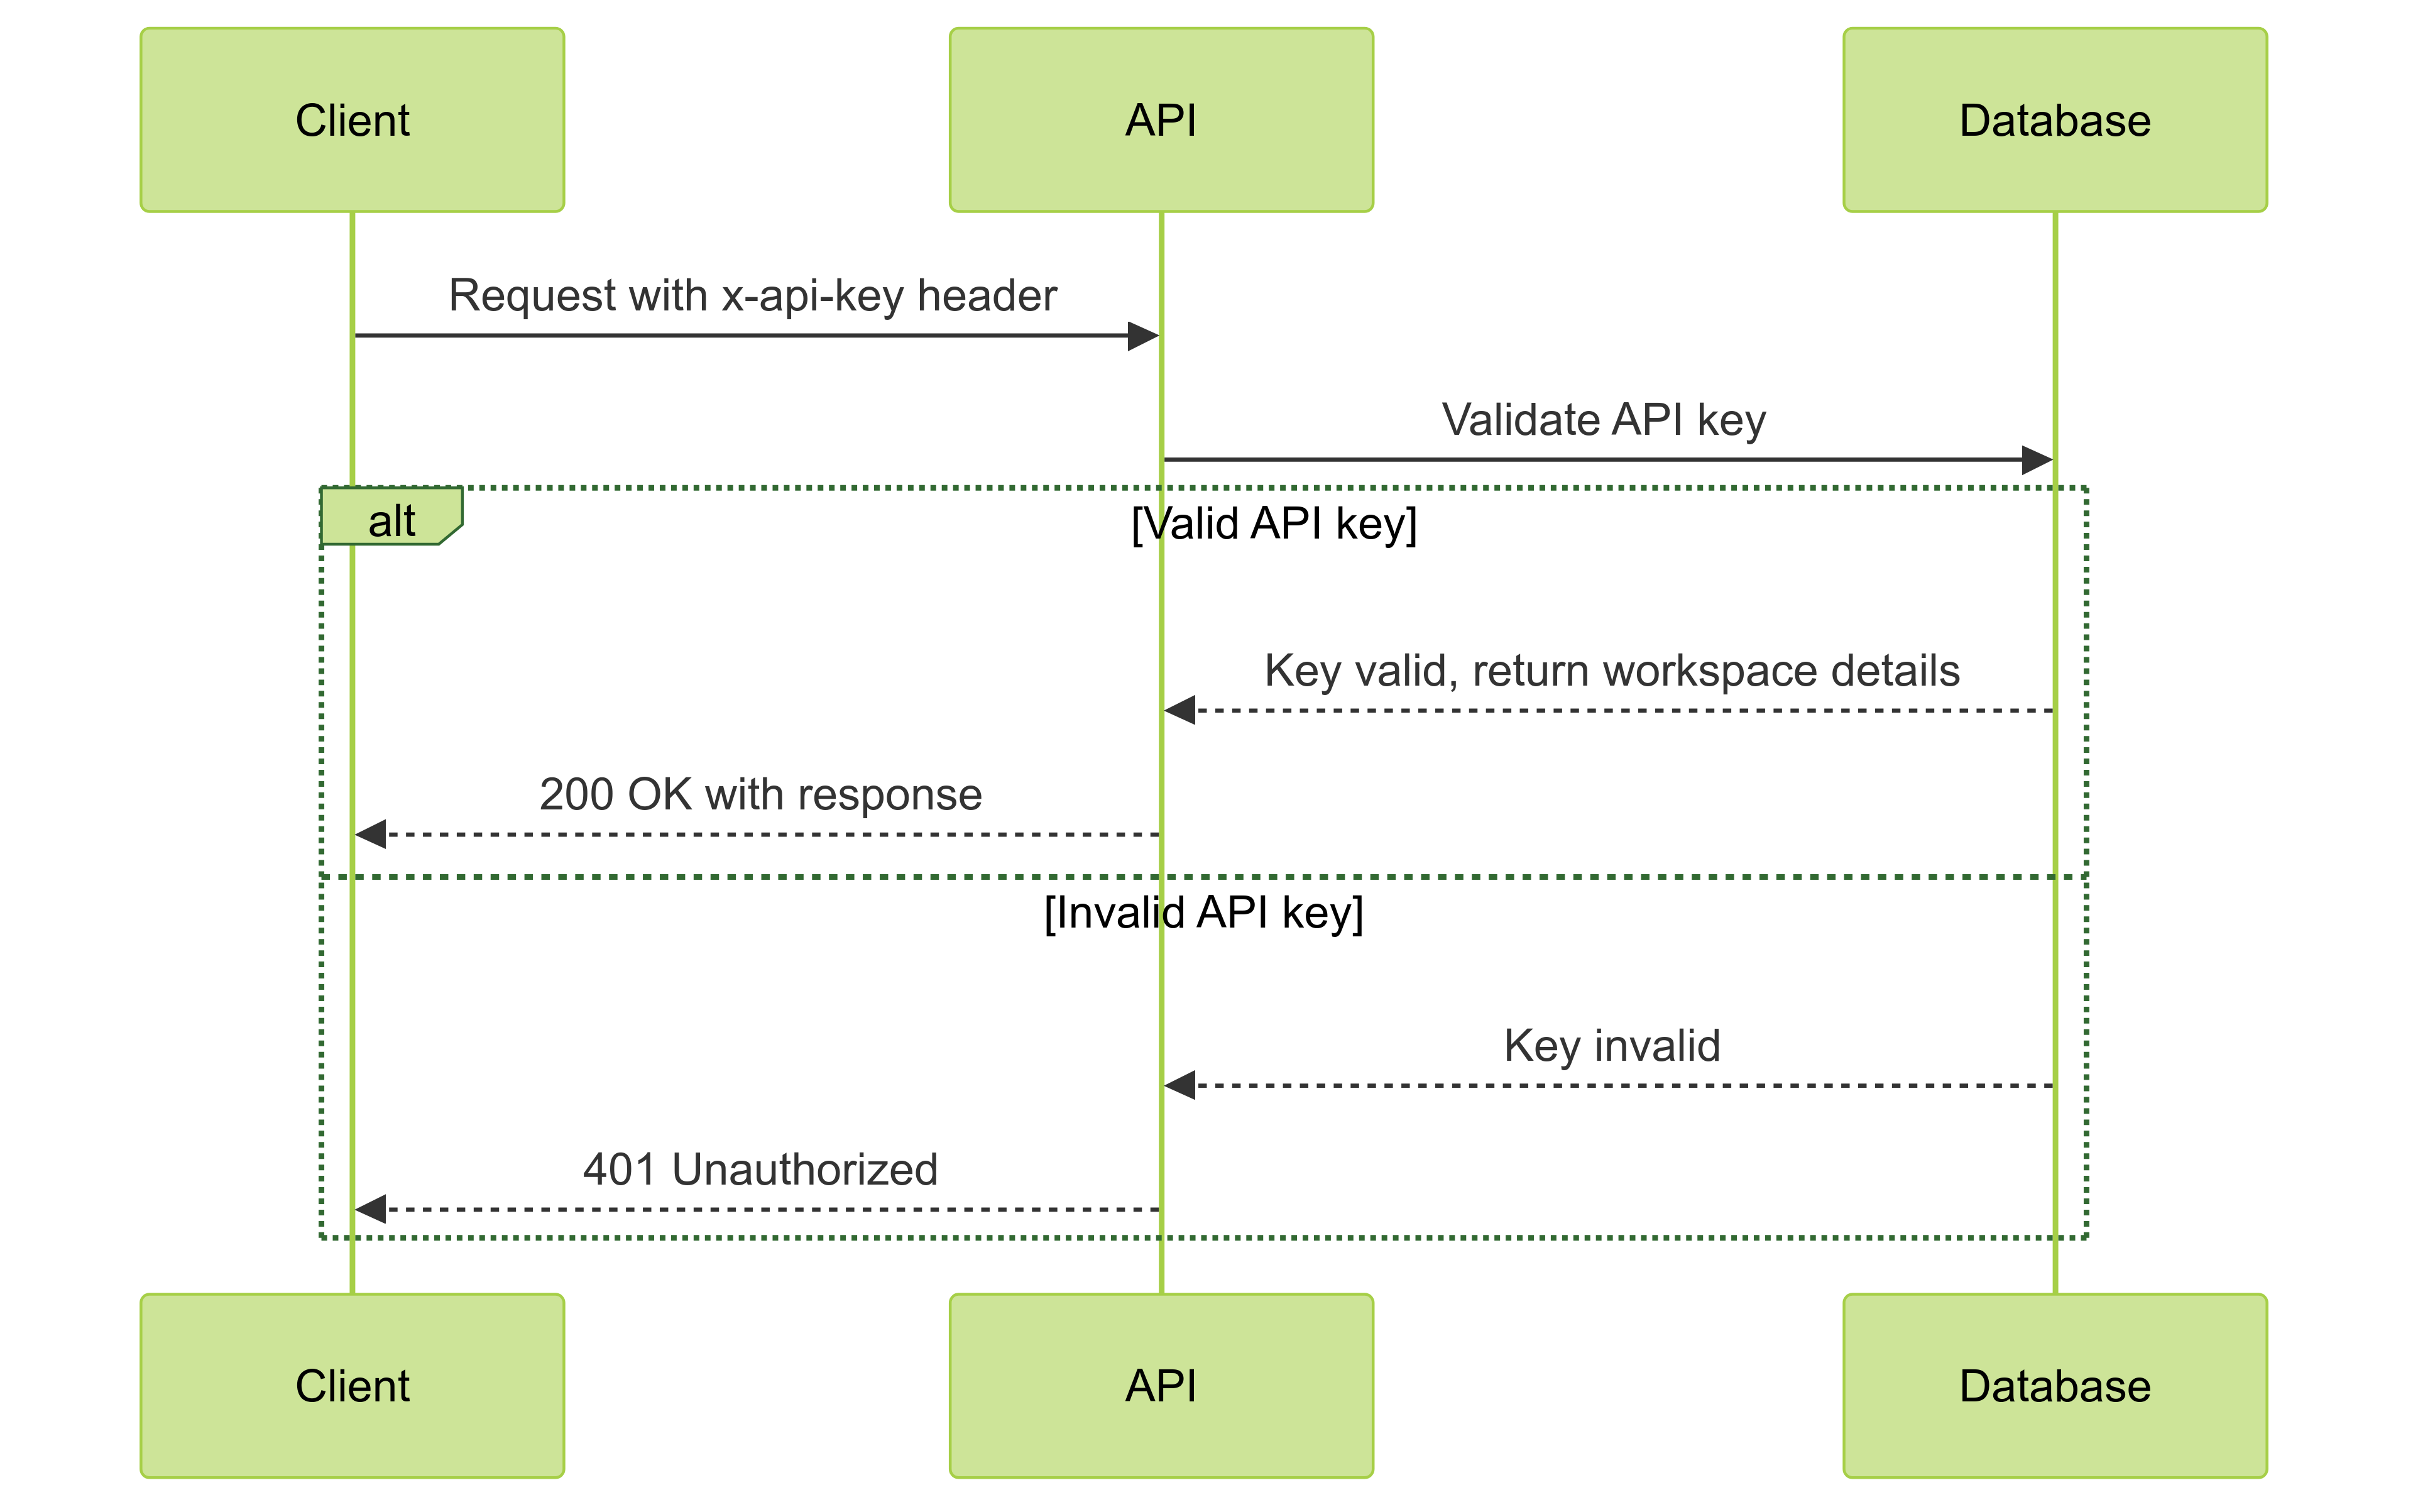 Client
API
Database
Request with x-api-key header
Validate API key
alt
[Valid API key]
Key valid, return workspace details
200 OK with response
[Invalid API key]
Key invalid
401 Unauthorized
Client
API
Database